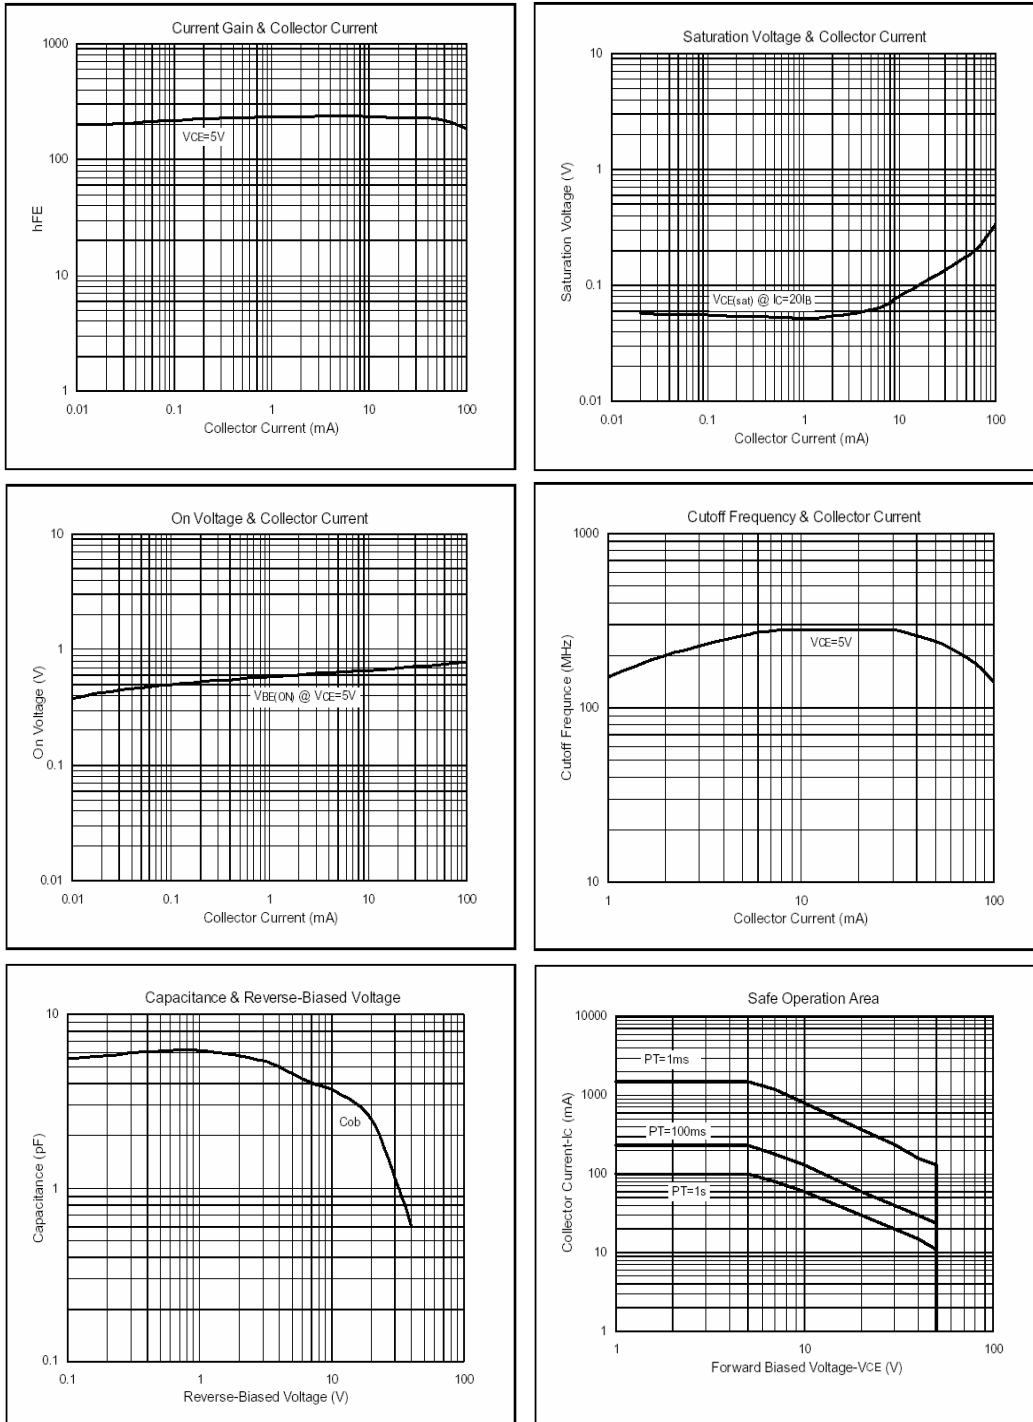 Current Gain & Collector Current
1000
100
10
1
hFE
VCE=5V
0.01 0.1 1 10 100
Collector Current (mA)
Saturation Voltage & Collector Current
10
1
0.1
0.01
Saturation Voltage (V)
VCE(sat) @ IC=20IB
0.01 0.1 1 10 100
Collector Current (mA)
On Voltage & Collector Current
10
1
0.1
0.01
On Voltage (V)
VBE(ON) @ VCE=5V
0.01 0.1 1 10 100
Collector Current (mA)
Cutoff Frequency & Collector Current
1000
100
10
Cutoff Frequnce (MHz)
VCE=5V
1 10 100
Collector Current (mA)
Capacitance & Reverse-Biased Voltage
10
1
0.1
Capacitance (pF)
Cob
0.1 1 10 100
Reverse-Biased Voltage (V)
Safe Operation Area
10000
1000
100
10
1
Collector Current-IC (mA)
PT=1ms
PT=100ms
PT=1s
1 10 100
Forward Biased Voltage-VCE (V)